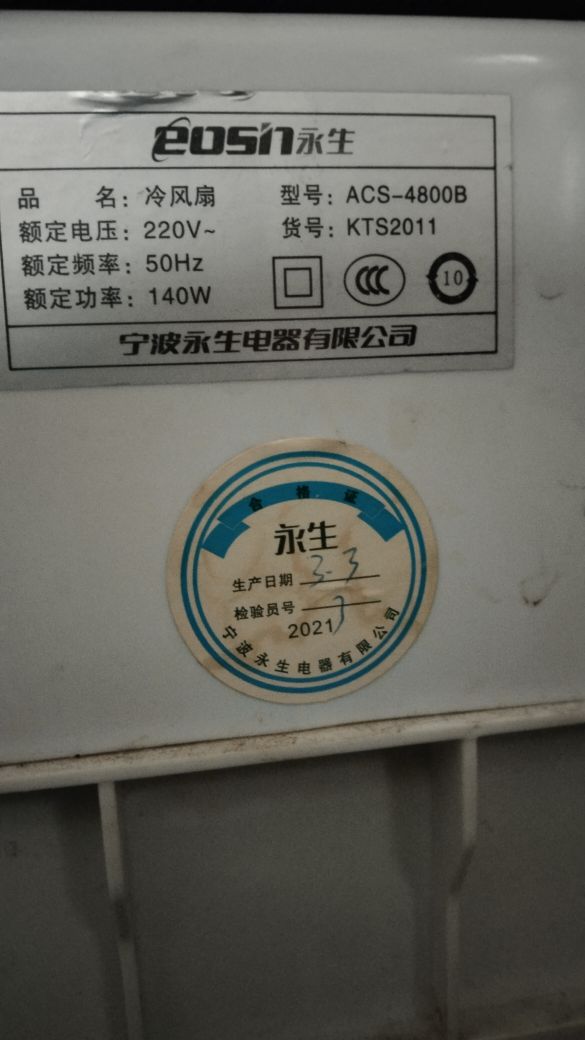 eosin永生
品 名：冷风扇 型号：ACS-4800B
额定电压：220V~ 货号：KTS2011
额定频率：50Hz
额定功率：140W
10
宁波永生电器有限公司
合格证
永生
生产日期 3-3
检验员号
2021
宁波永生电器有限公司